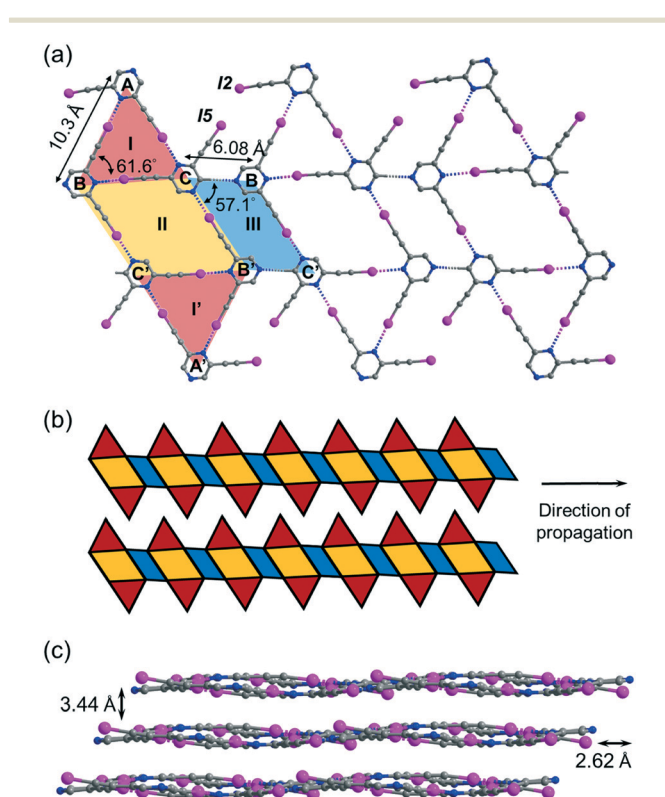 (a)
A
I2
I5
10.3 Å
I
6.08 Å
61.6°
B
C
B
57.1°
II
III
C'
B'
C'
I'
A'
(b)
Direction of
propagation
(c)
3.44 Å
2.62 Å